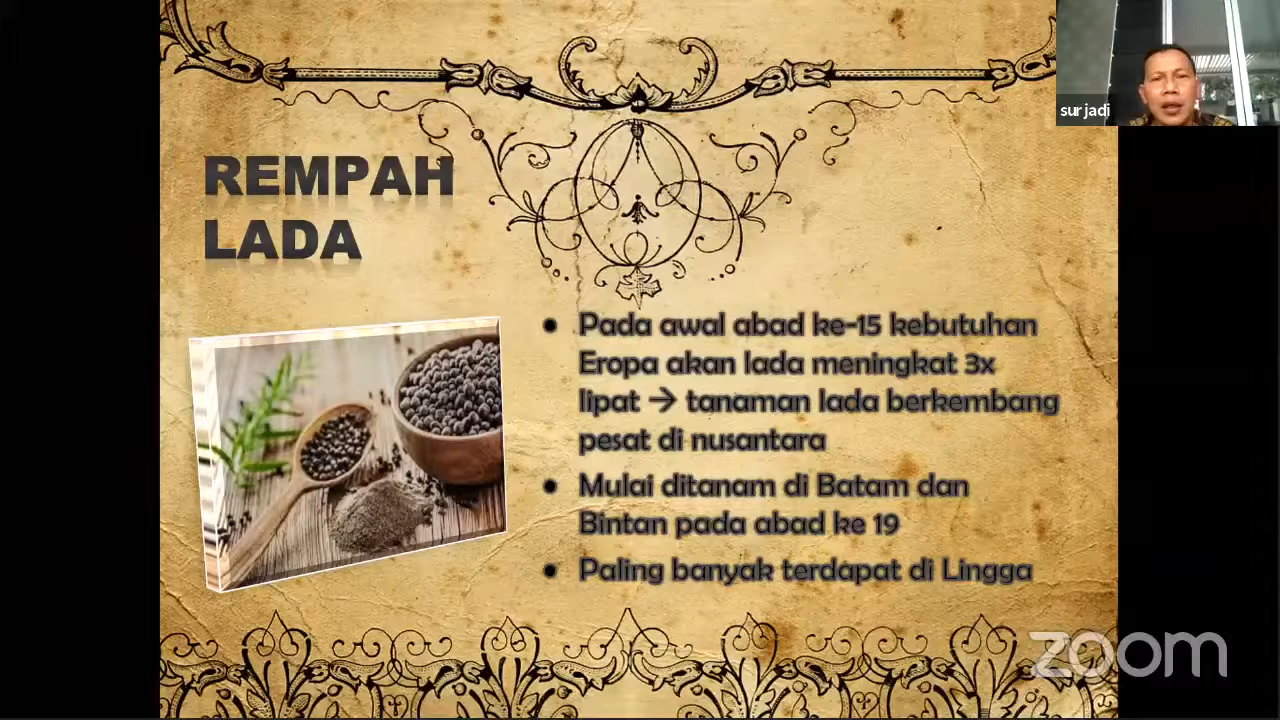 surjadi
REMPAH
LADA
• Pada awal abad ke-15 kebutuhan
Eropa akan lada meningkat 3x
lipat → tanaman lada berkembang
pesat di nusantara
• Mulai ditanam di Batam dan
Bintan pada abad ke 19
• Paling banyak terdapat di Lingga
zoom